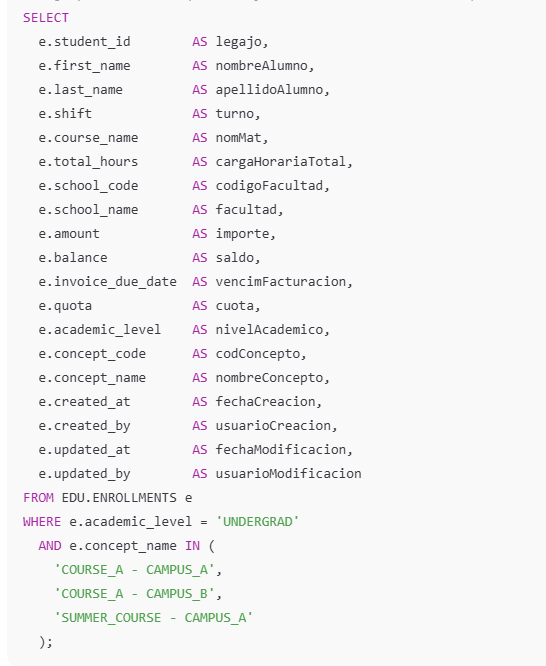 SELECT
e.student_id AS legajo,
e.first_name AS nombreAlumno,
e.last_name AS apellidoAlumno,
e.shift AS turno,
e.course_name AS nomMat,
e.total_hours AS cargaHorariaTotal,
e.school_code AS codigoFacultad,
e.school_name AS facultad,
e.amount AS importe,
e.balance AS saldo,
e.invoice_due_date AS vencimFacturacion,
e.quota AS cuota,
e.academic_level AS nivelAcademico,
e.concept_code AS codConcepto,
e.concept_name AS nombreConcepto,
e.created_at AS fechaCreacion,
e.created_by AS usuarioCreacion,
e.updated_at AS fechaModificacion,
e.updated_by AS usuarioModificacion
FROM EDU.ENROLLMENTS e
WHERE e.academic_level = 'UNDERGRAD'
AND e.concept_name IN (
'COURSE_A - CAMPUS_A',
'COURSE_A - CAMPUS_B',
'SUMMER_COURSE - CAMPUS_A'
);